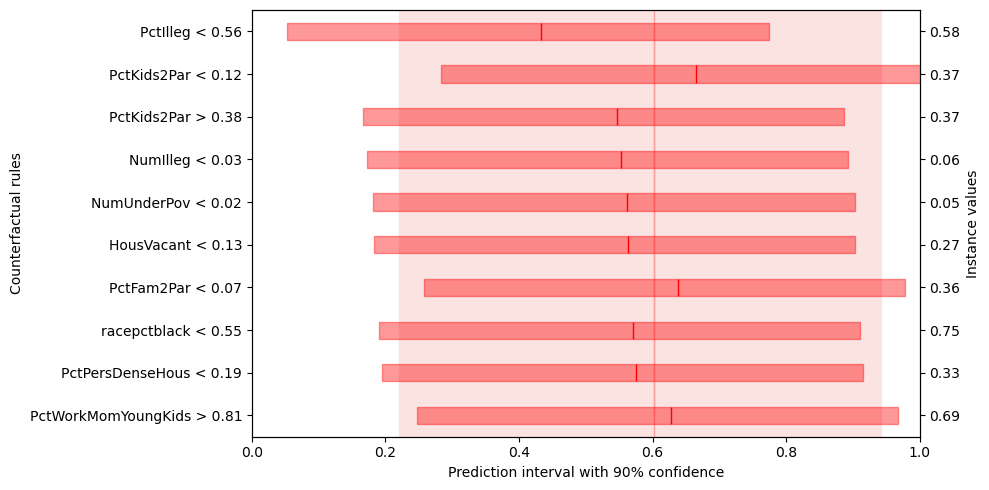 PctIlleg < 0.56
0.58
PctKids2Par < 0.12
0.37
PctKids2Par > 0.38
0.37
NumIlleg < 0.03
0.06
NumUnderPov < 0.02
0.05
HousVacant < 0.13
0.27
PctFam2Par < 0.07
0.36
racepctblack < 0.55
0.75
PctPersDenseHous < 0.19
0.33
PctWorkMomYoungKids > 0.81
0.69
Counterfactual rules
Instance values
0.0 0.2 0.4 0.6 0.8 1.0
Prediction interval with 90% confidence